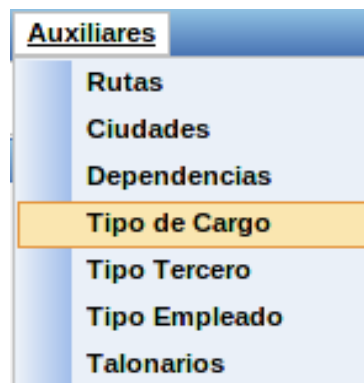 Auxiliares
Rutas
Ciudades
Dependencias
Tipo de Cargo
Tipo Tercero
Tipo Empleado
Talonarios